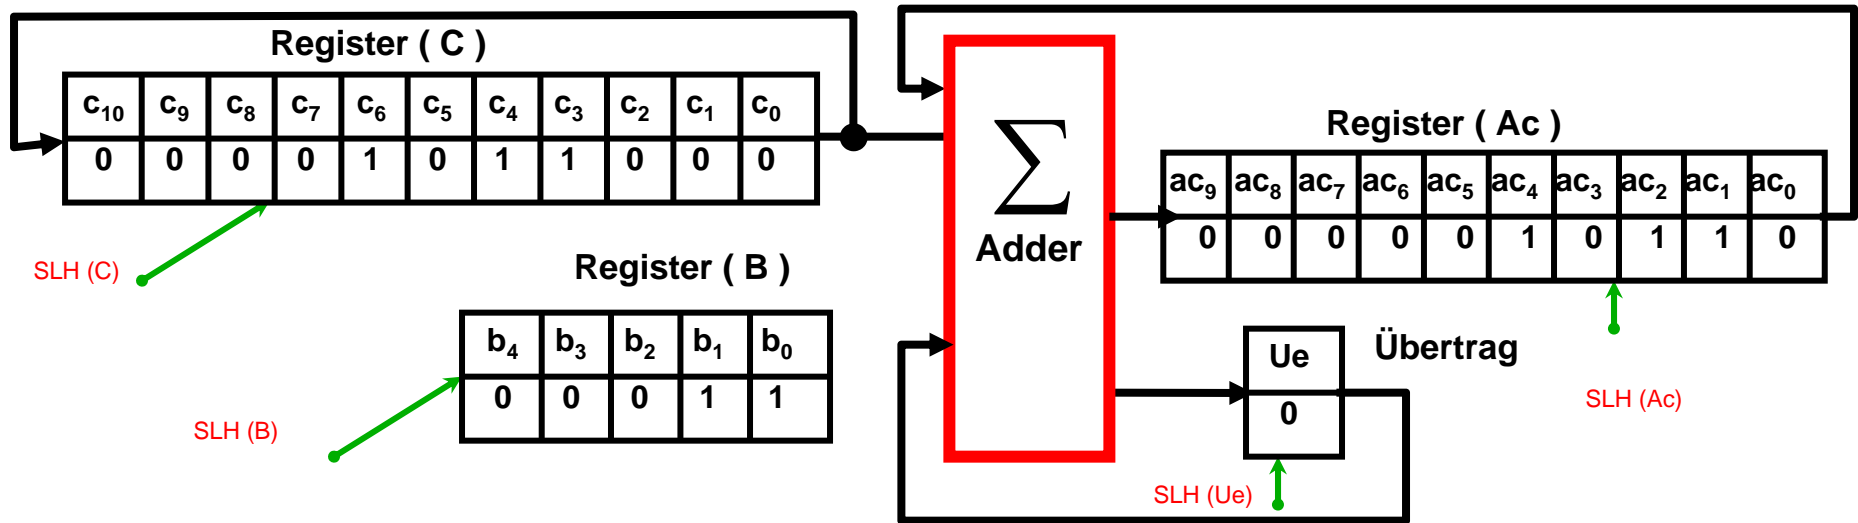 Register ( C )
c10 c9 c8 c7 c6 c5 c4 c3 c2 c1 c0
0 0 0 0 1 0 1 1 0 0 0
SLH (C)
Register ( B )
b4 b3 b2 b1 b0
0 0 0 1 1
SLH (B)
∑
Adder
Register ( Ac )
ac9 ac8 ac7 ac6 ac5 ac4 ac3 ac2 ac1 ac0
0 0 0 0 0 1 0 1 1 0
Ue
0
Übertrag
SLH (Ac)
SLH (Ue)